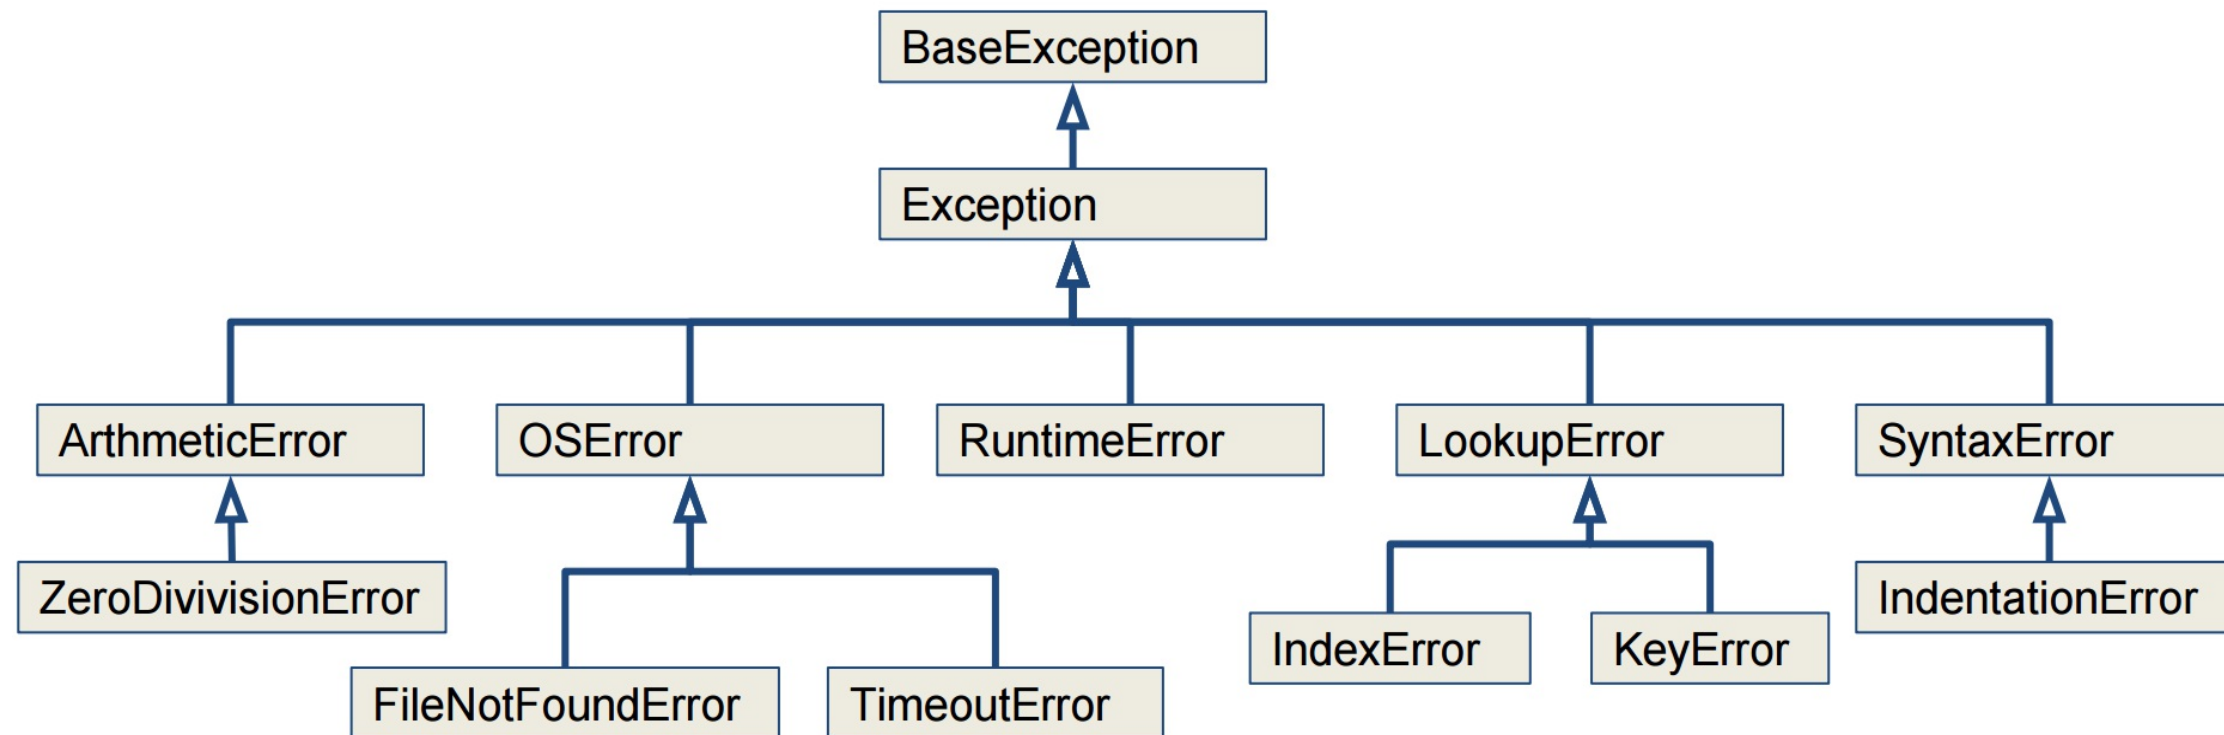 BaseException
Exception
ArthmeticError
OSError
RuntimeError
LookupError
SyntaxError
ZeroDivivisionError
IndentationError
IndexError
KeyError
FileNotFoundError
TimeoutError